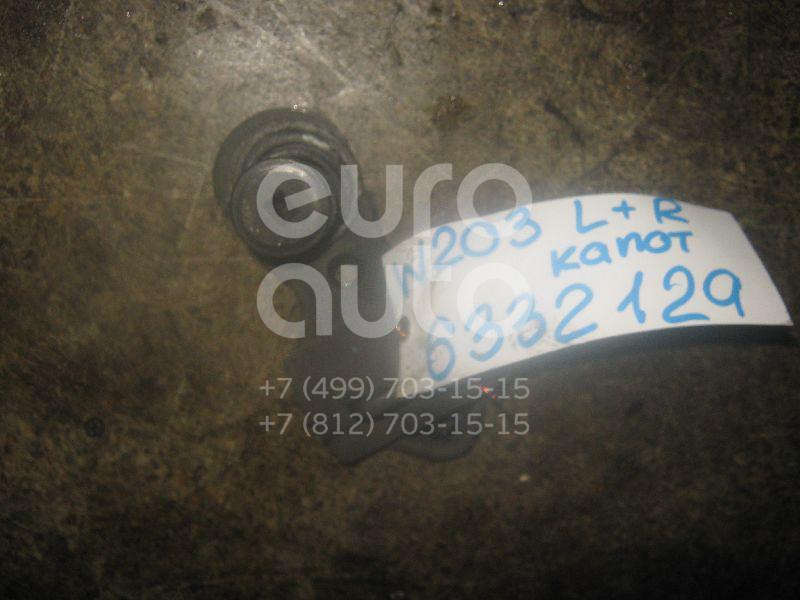 euro
auto
W203 L+R
капот
6332129
+7 (499) 703-15-15
+7 (812) 703-15-15